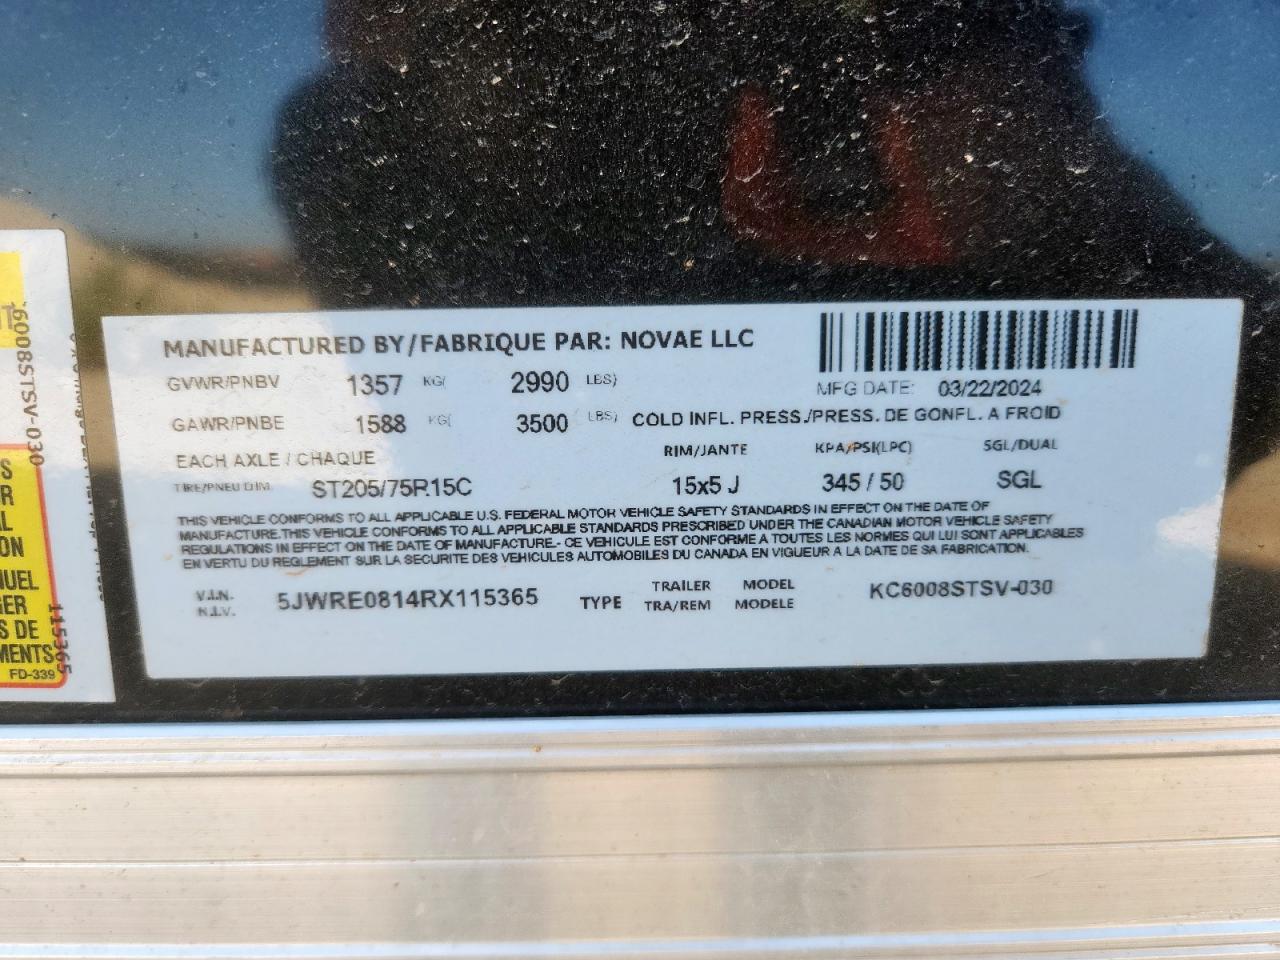 MANUFACTURED BY/FABRIQUE PAR: NOVAE LLC
GVWR/PNBV 1357 KG( 2990 LBS) MFG DATE: 03/22/2024
GAWR/PNBE 1588 KG( 3500 LBS) COLD INFL. PRESS./PRESS. DE GONFL. A FROID
EACH AXLE / CHAQUE RIM/JANTE KPA/PSI(LPC) SGL/DUAL
TIRE/PNEU DIM. ST205/75R15C 15x5 J 345 / 50 SGL
THIS VEHICLE CONFORMS TO ALL APPLICABLE U.S. FEDERAL MOTOR VEHICLE SAFETY STANDARDS IN EFFECT ON THE DATE OF
MANUFACTURE.THIS VEHICLE CONFORMS TO ALL APPLICABLE STANDARDS PRESCRIBED UNDER THE CANADIAN MOTOR VEHICLE SAFETY
REGULATIONS IN EFFECT ON THE DATE OF MANUFACTURE.- CE VEHICULE EST CONFORME A TOUTES LES NORMES QUI LUI SONT APPLICABLES
EN VERTU DU REGLEMENT SUR LA SECURITE DES VEHICULES AUTOMOBILES DU CANADA EN VIGUEUR A LA DATE DE SA FABRICATION.
V.I.N. 5JWRE0814RX115365 TYPE TRAILER MODEL KC6008STSV-030
N.I.V. TRA/REM MODELE
6008STSV-030
115365
ON
NUEL
GER
S DE
MENTS
FD-339